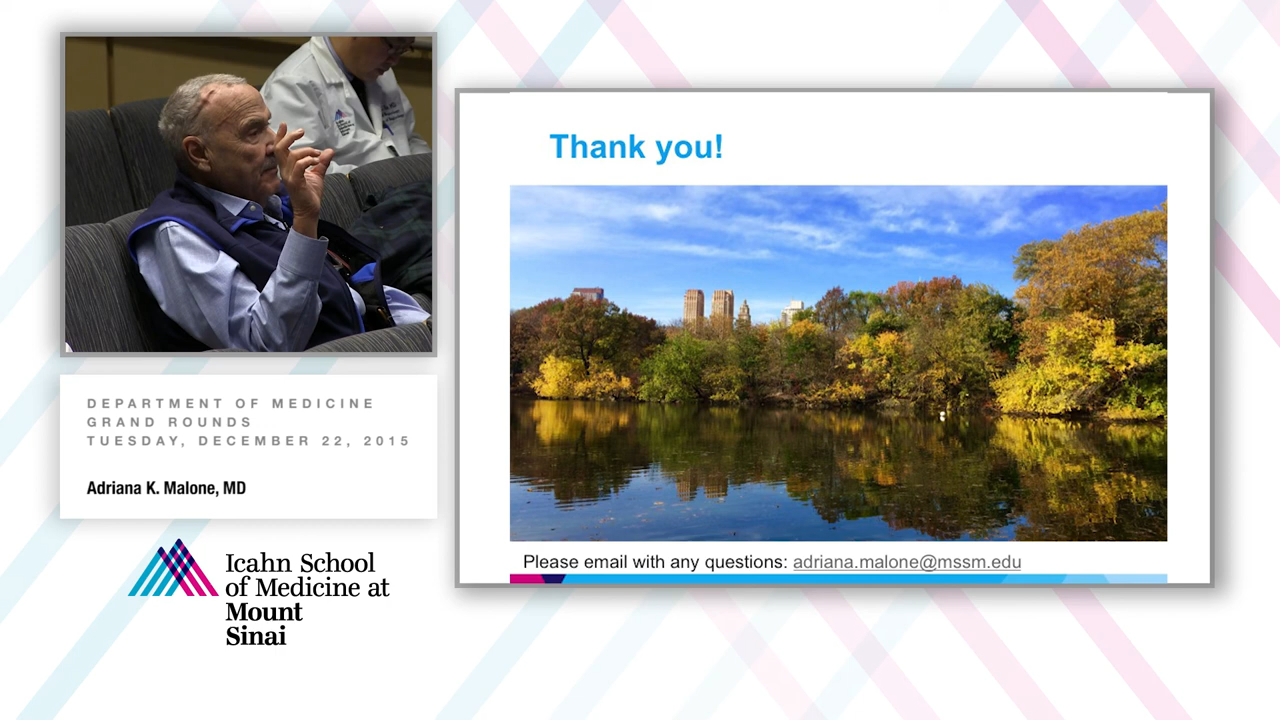 DEPARTMENT OF MEDICINE
GRAND ROUNDS
TUESDAY, DECEMBER 22, 2015
Adriana K. Malone, MD
Icahn School
of Medicine at
Mount
Sinai
Thank you!
Please email with any questions: adriana.malone@mssm.edu